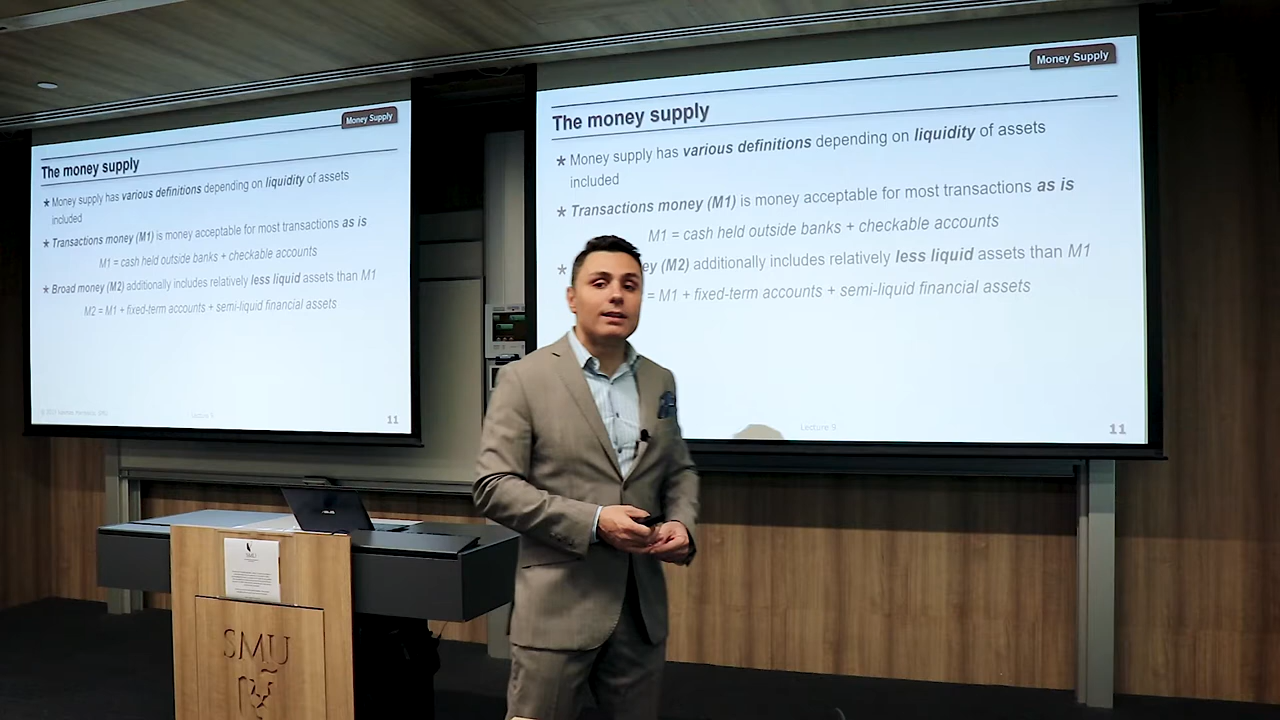 Money Supply
The money supply
★ Money supply has various definitions depending on liquidity of assets
included
★ Transactions money (M1) is money acceptable for most transactions as is
M1 = cash held outside banks + checkable accounts
★ Broad money (M2) additionally includes relatively less liquid assets than M1
M2 = M1 + fixed-term accounts + semi-liquid financial assets
11
Money Supply
The money supply
★ Money supply has various definitions depending on liquidity of assets
included
★ Transactions money (M1) is money acceptable for most transactions as is
M1 = cash held outside banks + checkable accounts
(M2) additionally includes relatively less liquid assets than M1
= M1 + fixed-term accounts + semi-liquid financial assets
Lecture 9
11
SMU
SMU